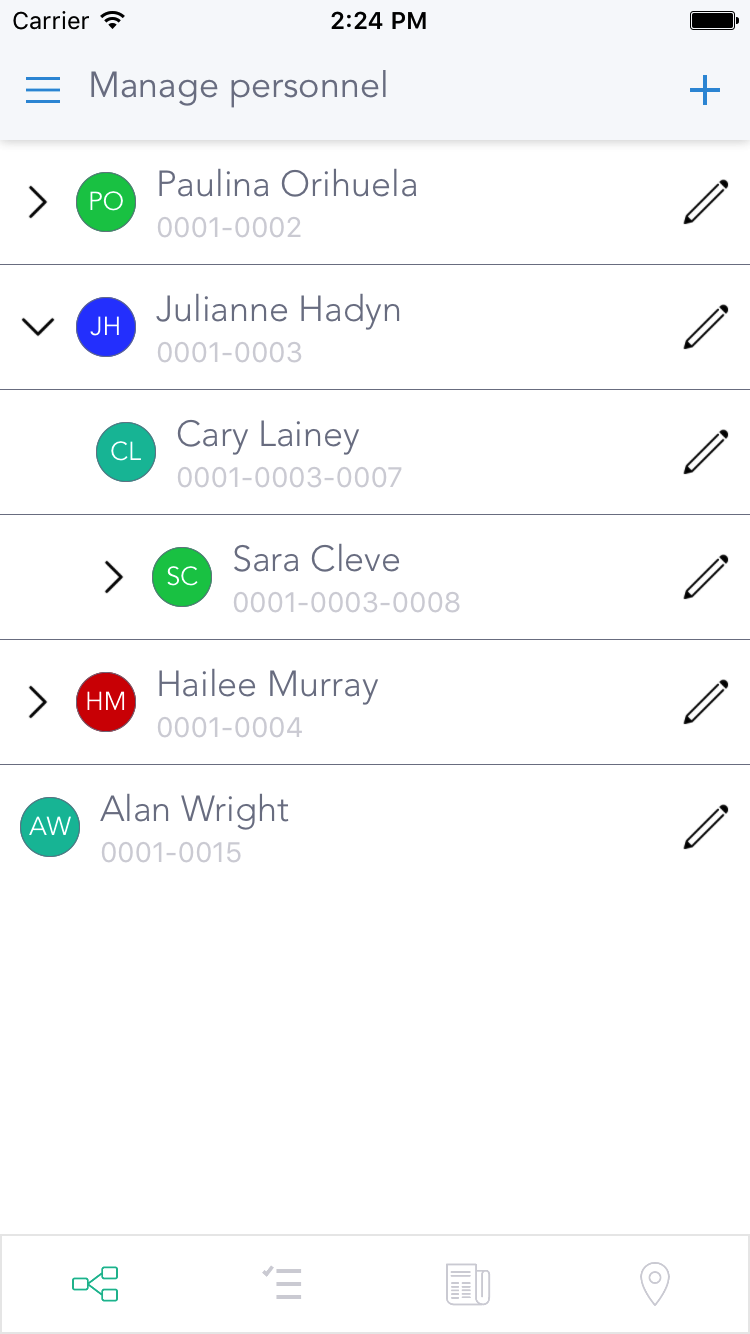 Carrier 2:24 PM
Manage personnel
PO Paulina Orihuela
0001-0002
JH Julianne Hadyn
0001-0003
CL Cary Lainey
0001-0003-0007
SC Sara Cleve
0001-0003-0008
HM Hailee Murray
0001-0004
AW Alan Wright
0001-0015